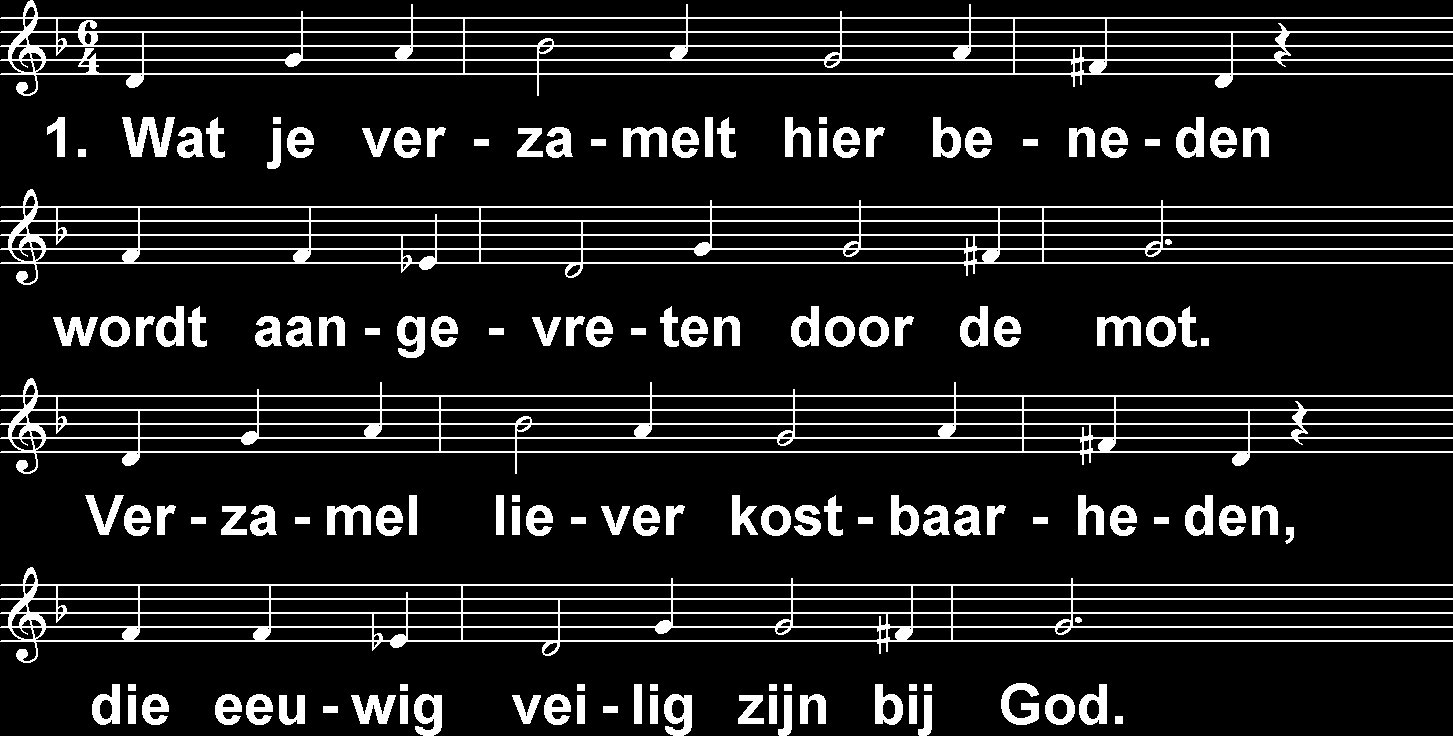 1. Wat je ver - za - melt hier be - ne - den
wordt aan - ge - vre - ten door de mot.
Ver - za - mel lie - ver kost - baar - he - den,
die eeu - wig vei - lig zijn bij God.